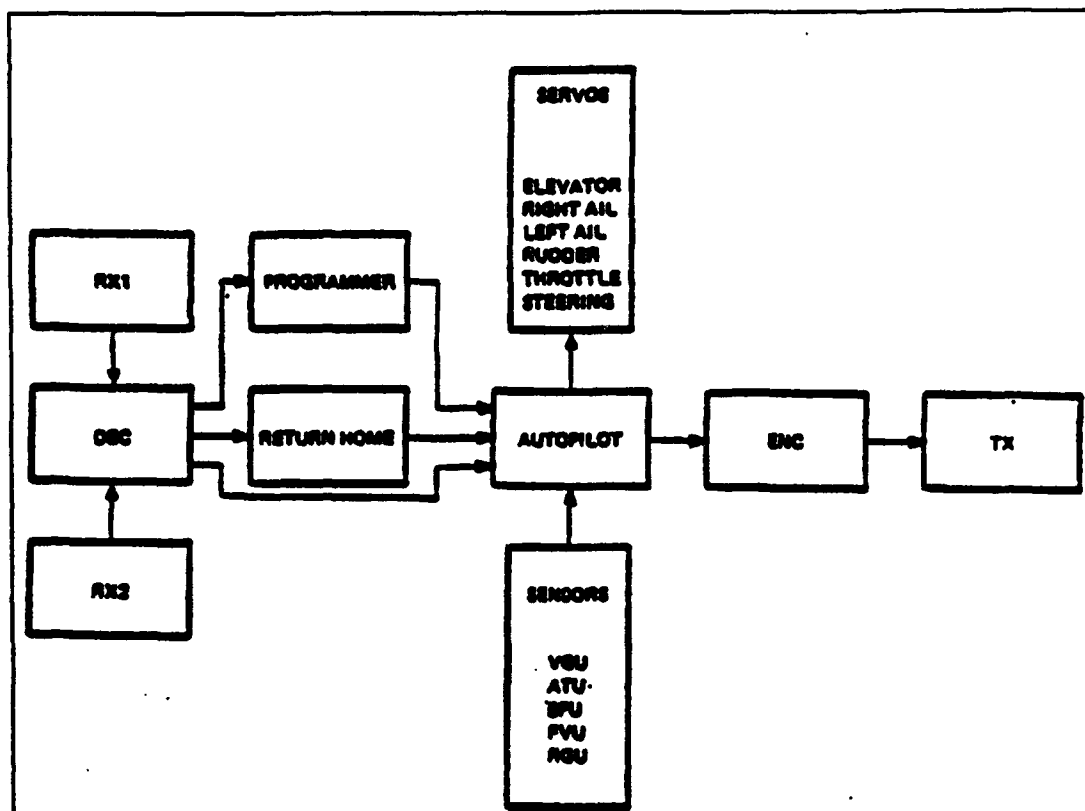 SERVOS
ELEVATOR
RIGHT AIL
LEFT AIL
RUDDER
THROTTLE
STEERING
RX1
PROGRAMMER
DEC
RETURN HOME
AUTOPILOT
ENC
TX
RX2
SENSORS
VGU
ATU
FVU
RGU